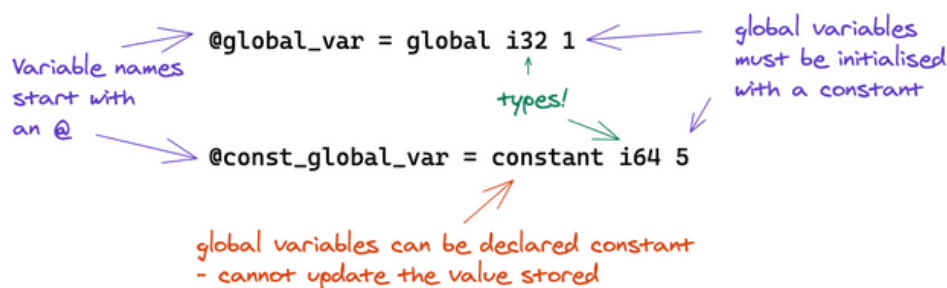 @global_var = global i32 1
global variables
must be initialised
with a constant
Variable names
start with
an @
types!
@const_global_var = constant i64 5
global variables can be declared constant
- cannot update the value stored